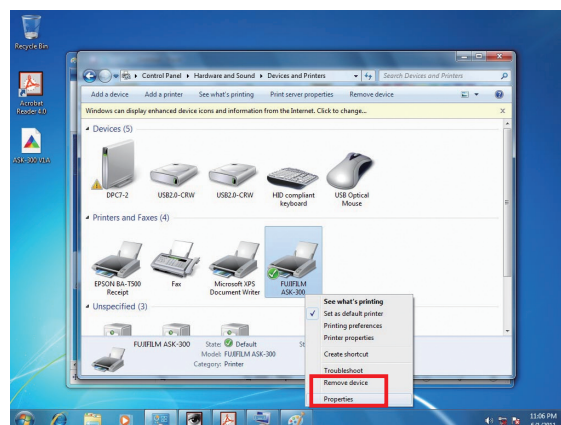 Recycle Bin
Acrobat
Reader 4.0
ASK-300 V1.A
Control Panel
Hardware and Sound
Devices and Printers
Search Devices and Printers
Add a device
Add a printer
See what's printing
Print server properties
Remove device
Windows can display enhanced device icons and information from the Internet. Click to change...
Devices (5)
DPC7-2
USB2.0-CRW
USB2.0-CRW
HID compliant
keyboard
USB Optical
Mouse
Printers and Faxes (4)
EPSON BA-T500
Receipt
Fax
Microsoft XPS
Document Writer
FUJIFILM
ASK-300
Unspecified (3)
See what's printing
Set as default printer
Printing preferences
Printer properties
Create shortcut
Troubleshoot
Remove device
Properties
FUJIFILM ASK-300
State: Default
St
Model: FUJIFILM ASK-300
Category: Printer
11:06 PM